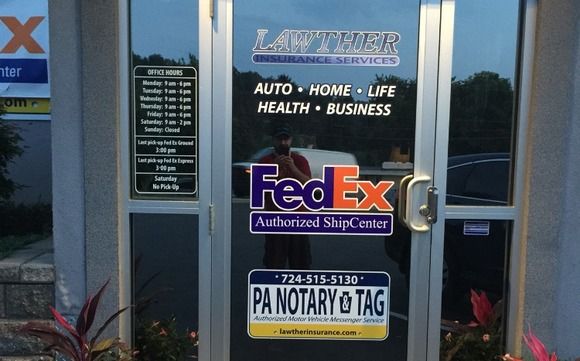 Ex
nter
.com
OFFICE HOURS
Monday: 9 am - 6 pm
Tuesday: 9 am - 6 pm
Wednesday: 9 am - 6 pm
Thursday: 9 am - 6 pm
Friday: 9 am - 6 pm
Saturday: 9 am - 2 pm
Sunday: Closed
Last pick-up Fed Ex Ground
3:00 pm
Last pick-up Fed Ex Express
3:00 pm
Saturday
No Pick-Up
LAWTHER
INSURANCE SERVICES
AUTO • HOME • LIFE
HEALTH • BUSINESS
FedEx
Authorized ShipCenter
• 724-515-5130 •
PA NOTARY & TAG
Authorized Motor Vehicle Messenger Service
lawtherinsurance.com